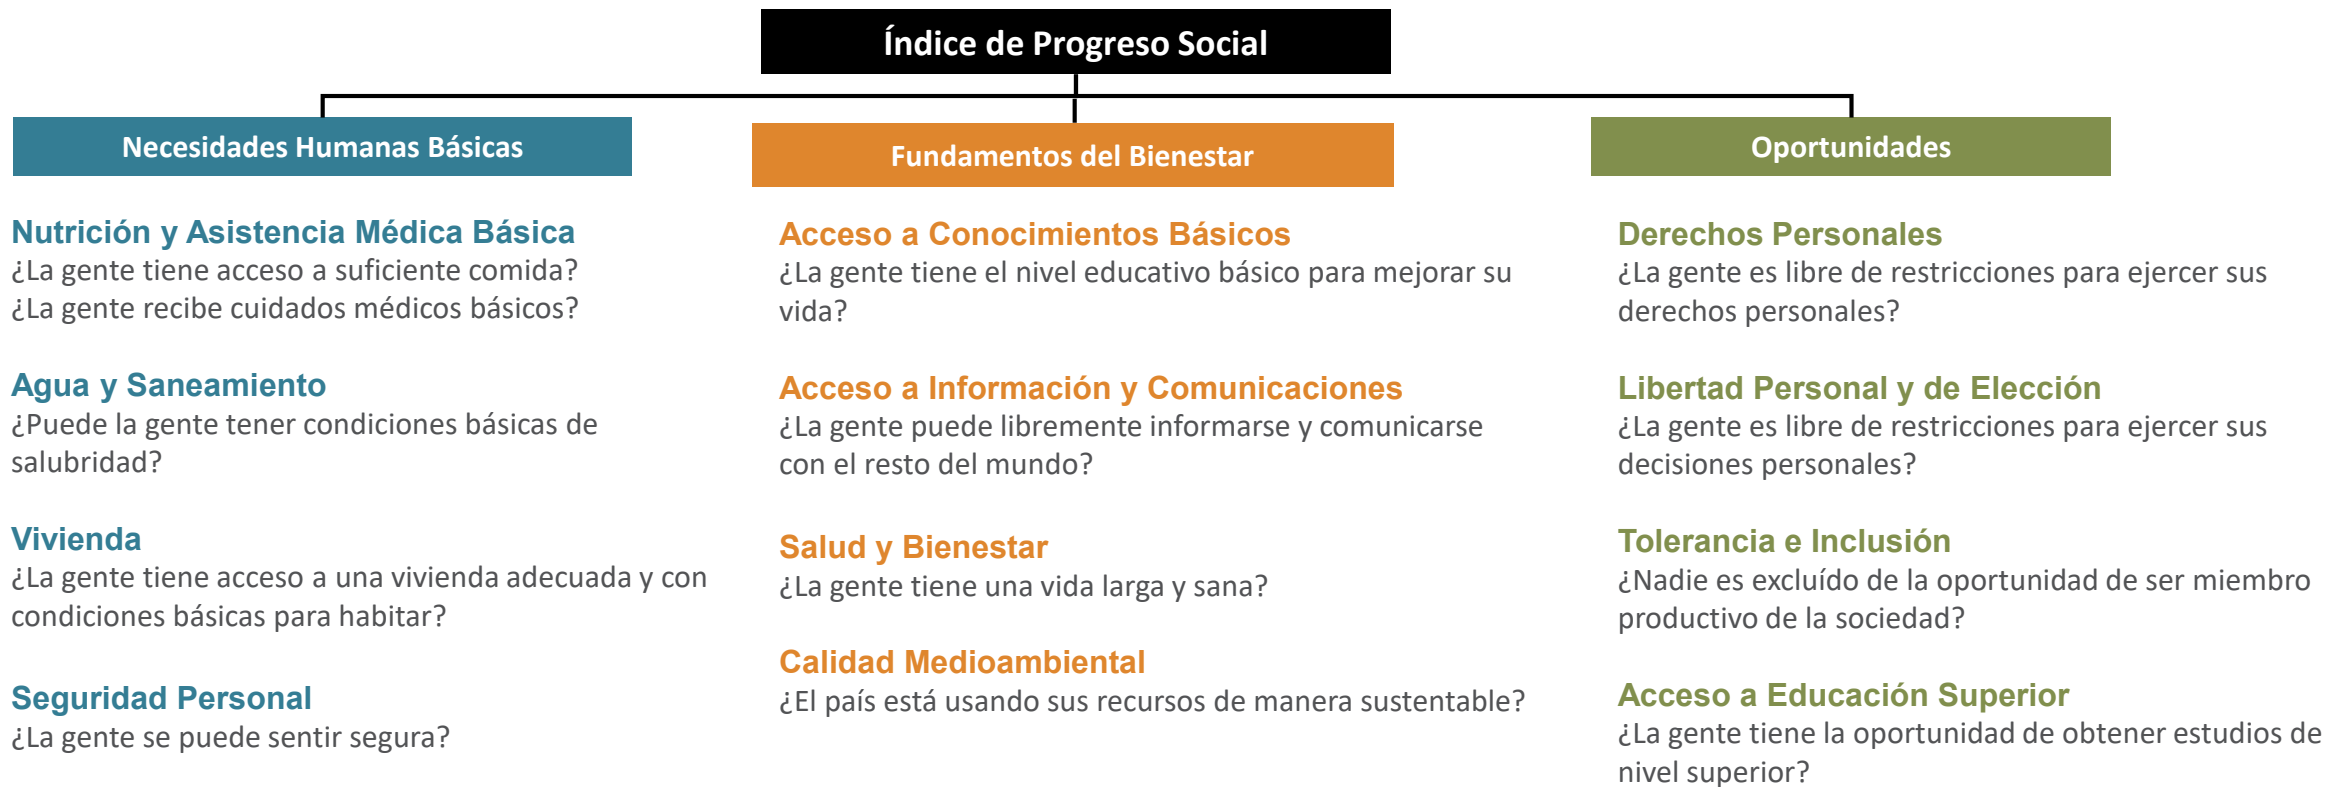 Índice de Progreso Social
Necesidades Humanas Básicas
Nutrición y Asistencia Médica Básica
¿La gente tiene acceso a suficiente comida?
¿La gente recibe cuidados médicos básicos?
Agua y Saneamiento
¿Puede la gente tener condiciones básicas de
salubridad?
Vivienda
¿La gente tiene acceso a una vivienda adecuada y con
condiciones básicas para habitar?
Seguridad Personal
¿La gente se puede sentir segura?
Fundamentos del Bienestar
Acceso a Conocimientos Básicos
¿La gente tiene el nivel educativo básico para mejorar su
vida?
Acceso a Información y Comunicaciones
¿La gente puede libremente informarse y comunicarse
con el resto del mundo?
Salud y Bienestar
¿La gente tiene una vida larga y sana?
Calidad Medioambiental
¿El país está usando sus recursos de manera sustentable?
Oportunidades
Derechos Personales
¿La gente es libre de restricciones para ejercer sus
derechos personales?
Libertad Personal y de Elección
¿La gente es libre de restricciones para ejercer sus
decisiones personales?
Tolerancia e Inclusión
¿Nadie es excluído de la oportunidad de ser miembro
productivo de la sociedad?
Acceso a Educación Superior
¿La gente tiene la oportunidad de obtener estudios de
nivel superior?